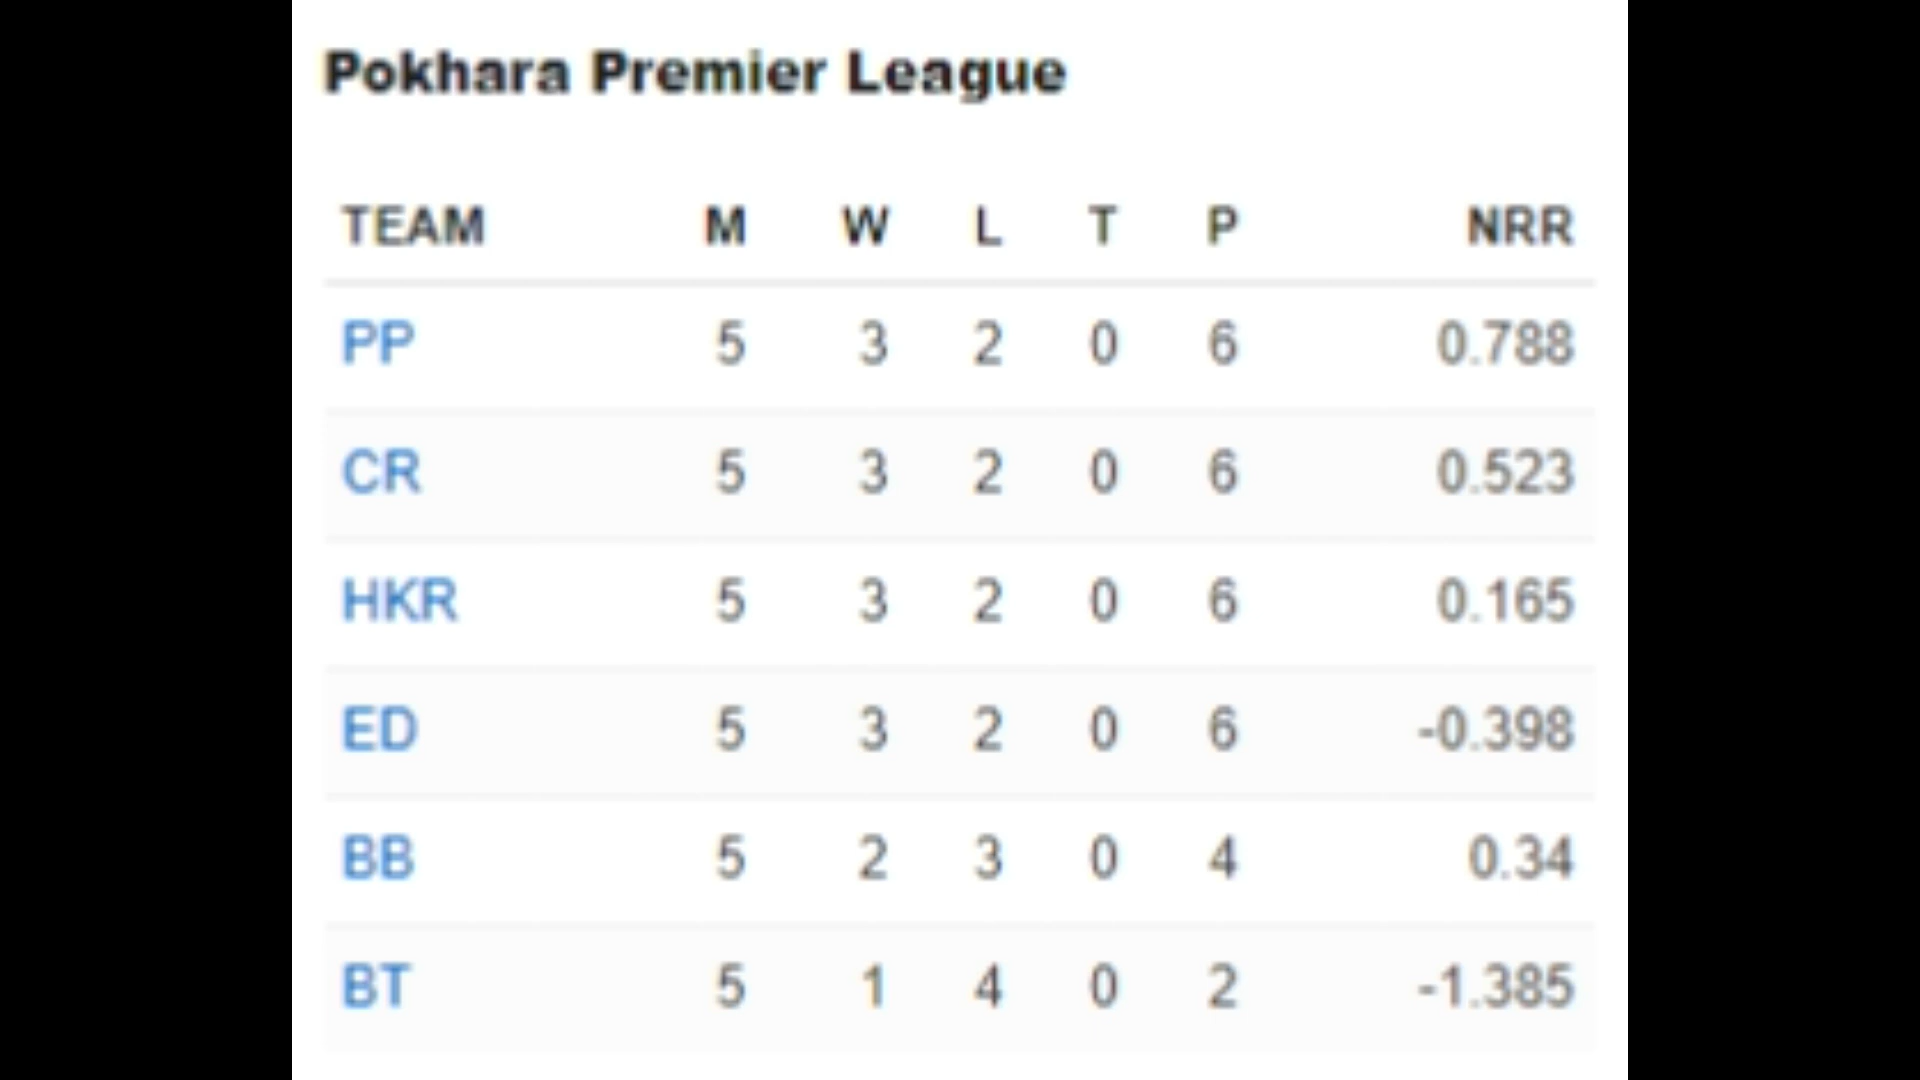 Pokhara Premier League
TEAM M W L T P NRR
PP 5 3 2 0 6 0.788
CR 5 3 2 0 6 0.523
HKR 5 3 2 0 6 0.165
ED 5 3 2 0 6 -0.398
BB 5 2 3 0 4 0.34
BT 5 1 4 0 2 -1.385